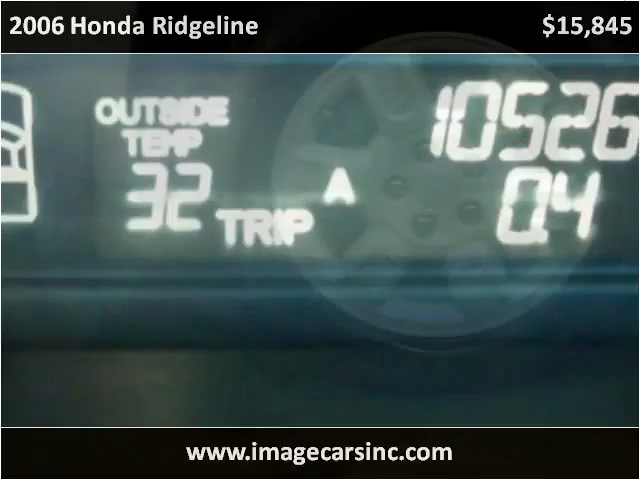 2006 Honda Ridgeline $15,845
OUTSIDE
TEMP
10526
32 TRIP A 0.4
www.imagecarsinc.com